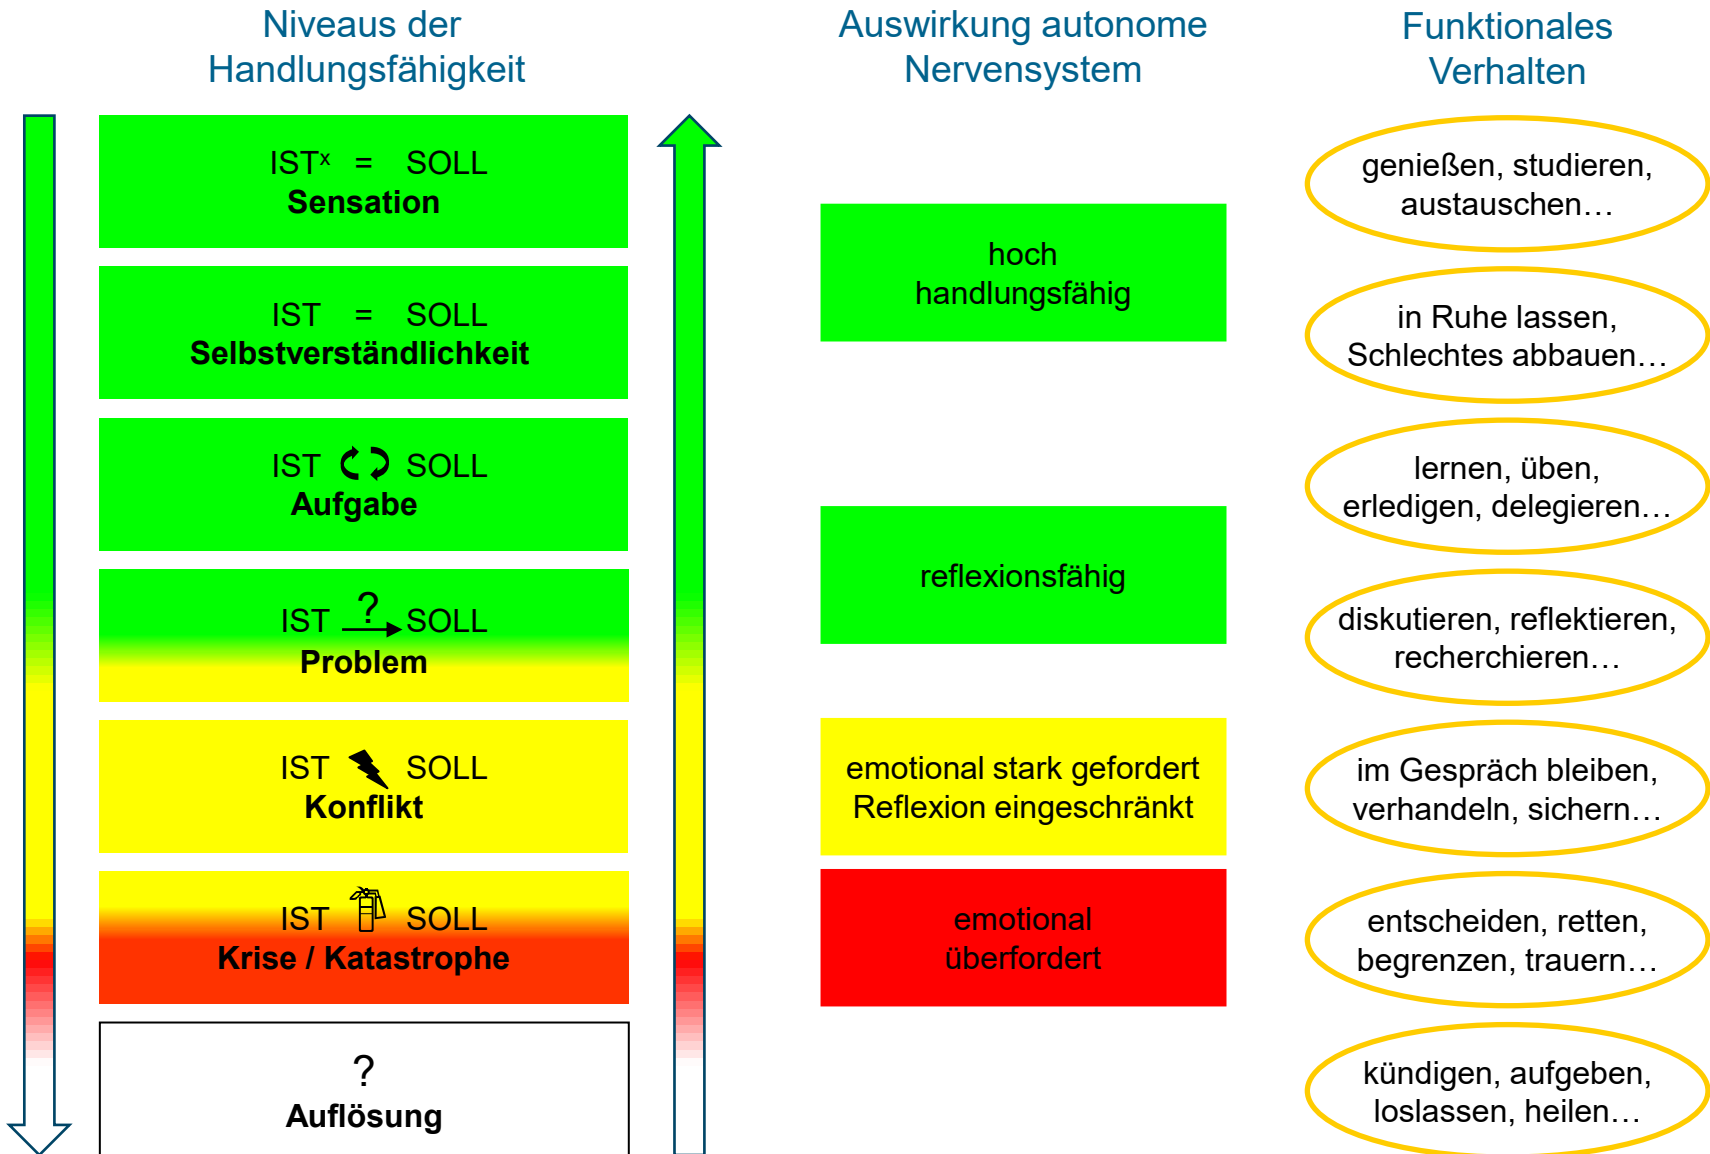 Niveaus der
Handlungsfähigkeit
Auswirkung autonome
Nervensystem
Funktionales
Verhalten
ISTˣ = SOLL
Sensation
IST = SOLL
Selbstverständlichkeit
IST SOLL
Aufgabe
IST ? SOLL
Problem
IST SOLL
Konflikt
IST SOLL
Krise / Katastrophe
?
Auflösung
hoch
handlungsfähig
reflexionsfähig
emotional stark gefordert
Reflexion eingeschränkt
emotional
überfordert
genießen, studieren,
austauschen…
in Ruhe lassen,
Schlechtes abbauen…
lernen, üben,
erledigen, delegieren…
diskutieren, reflektieren,
recherchieren…
im Gespräch bleiben,
verhandeln, sichern…
entscheiden, retten,
begrenzen, trauern…
kündigen, aufgeben,
loslassen, heilen…